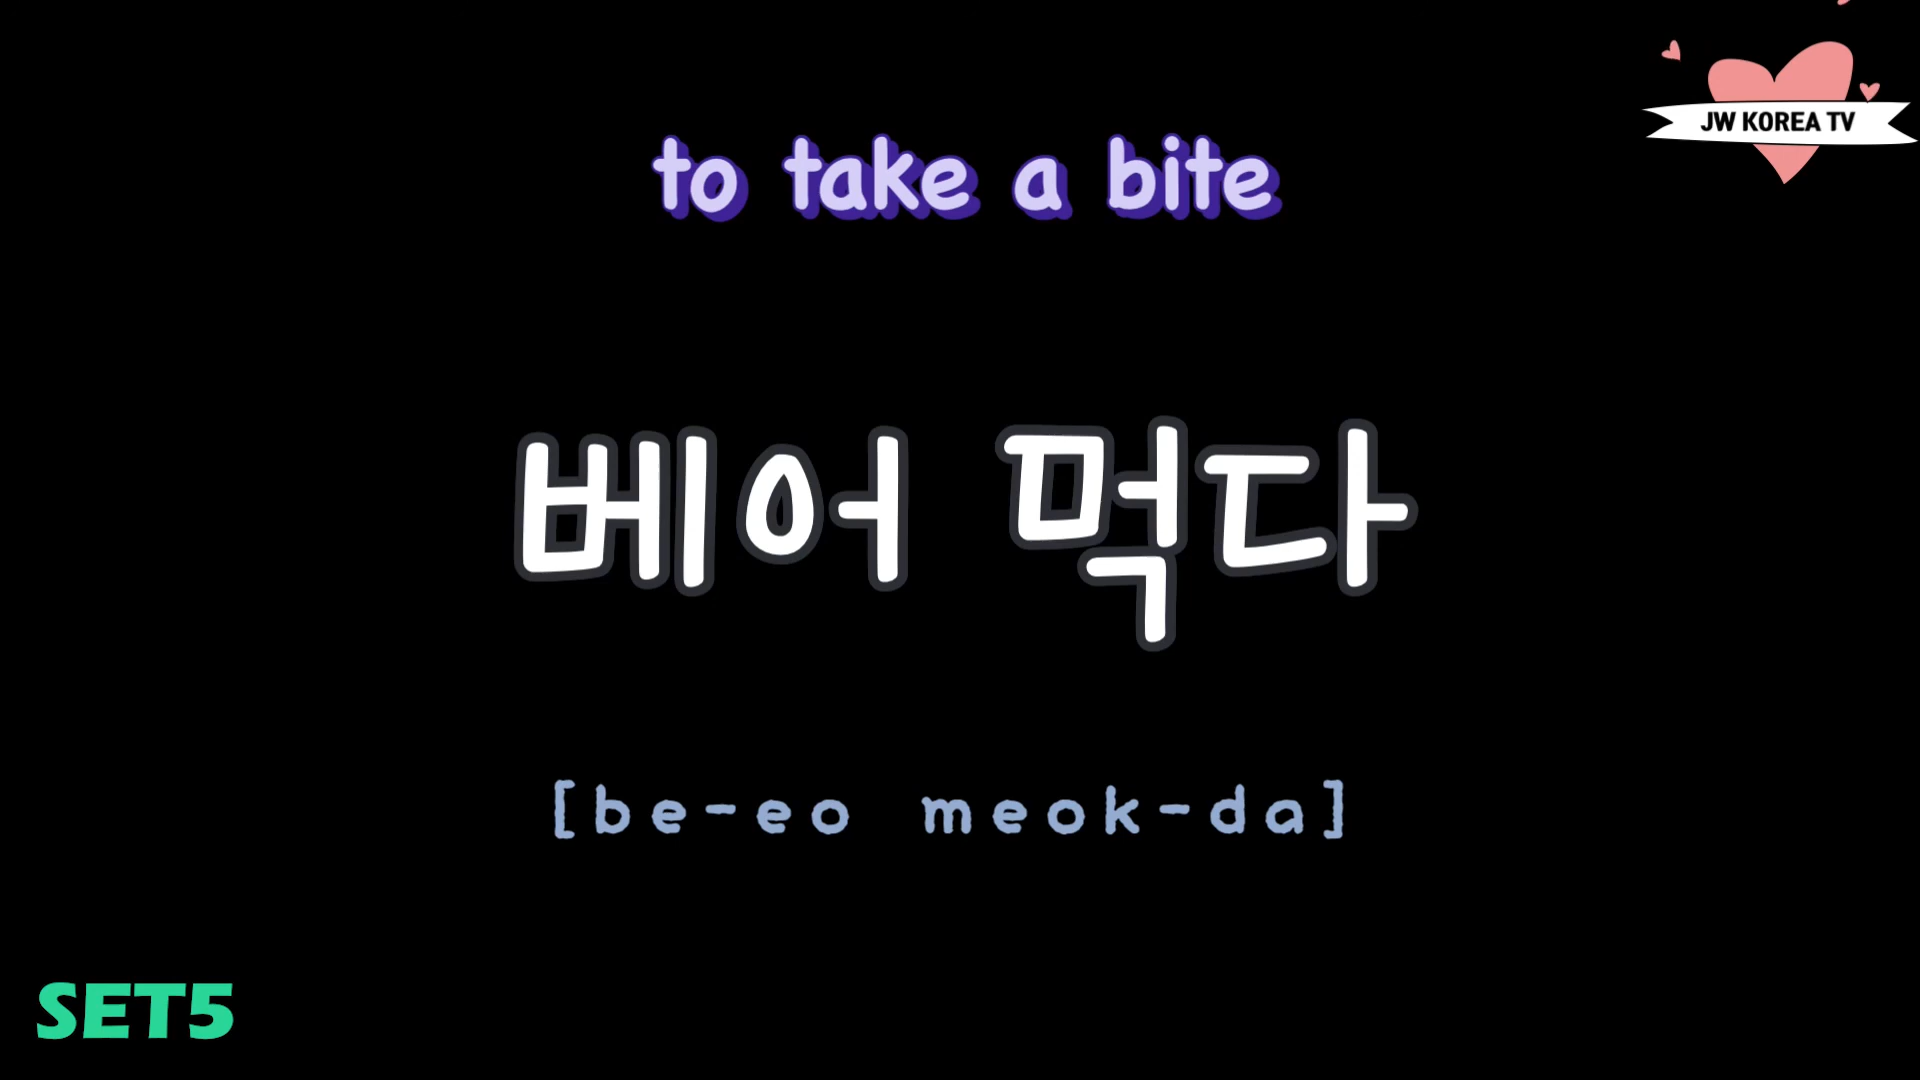 JW KOREA TV
to take a bite
베어 먹다
[be-eo meok-da]
SET5